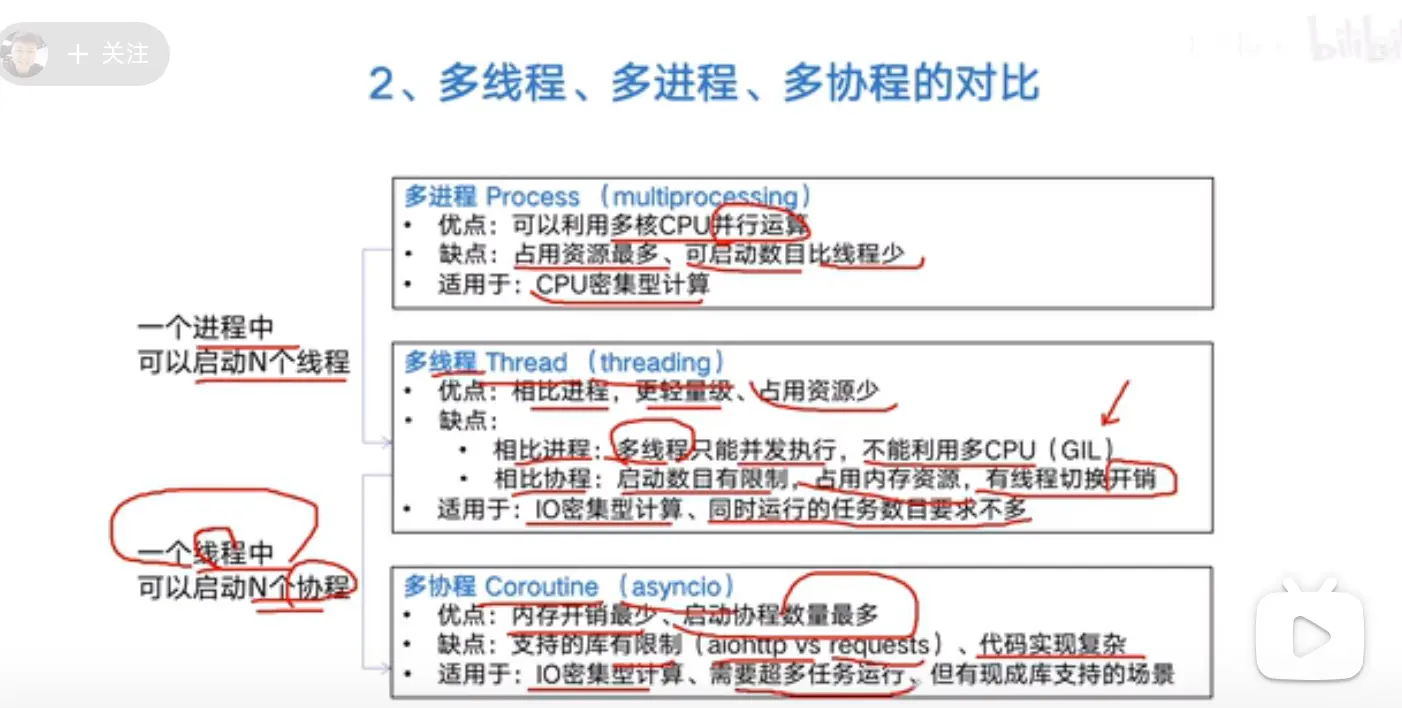 + 关注
bilibili
2、多线程、多进程、多协程的对比
多进程 Process （multiprocessing）
• 优点：可以利用多核CPU并行运算
• 缺点：占用资源最多、可启动数目比线程少
• 适用于：CPU密集型计算
一个进程中
可以启动N个线程
多线程 Thread （threading）
• 优点：相比进程，更轻量级、占用资源少
• 缺点：
• 相比进程：多线程只能并发执行，不能利用多CPU（GIL）
• 相比协程：启动数目有限制，占用内存资源，有线程切换开销
• 适用于：IO密集型计算、同时运行的任务数目要求不多
一个线程中
可以启动N个协程
多协程 Coroutine （asyncio）
• 优点：内存开销最少、启动协程数量最多
• 缺点：支持的库有限制（aiohttp vs requests）、代码实现复杂
• 适用于：IO密集型计算、需要超多任务运行、但有现成库支持的场景